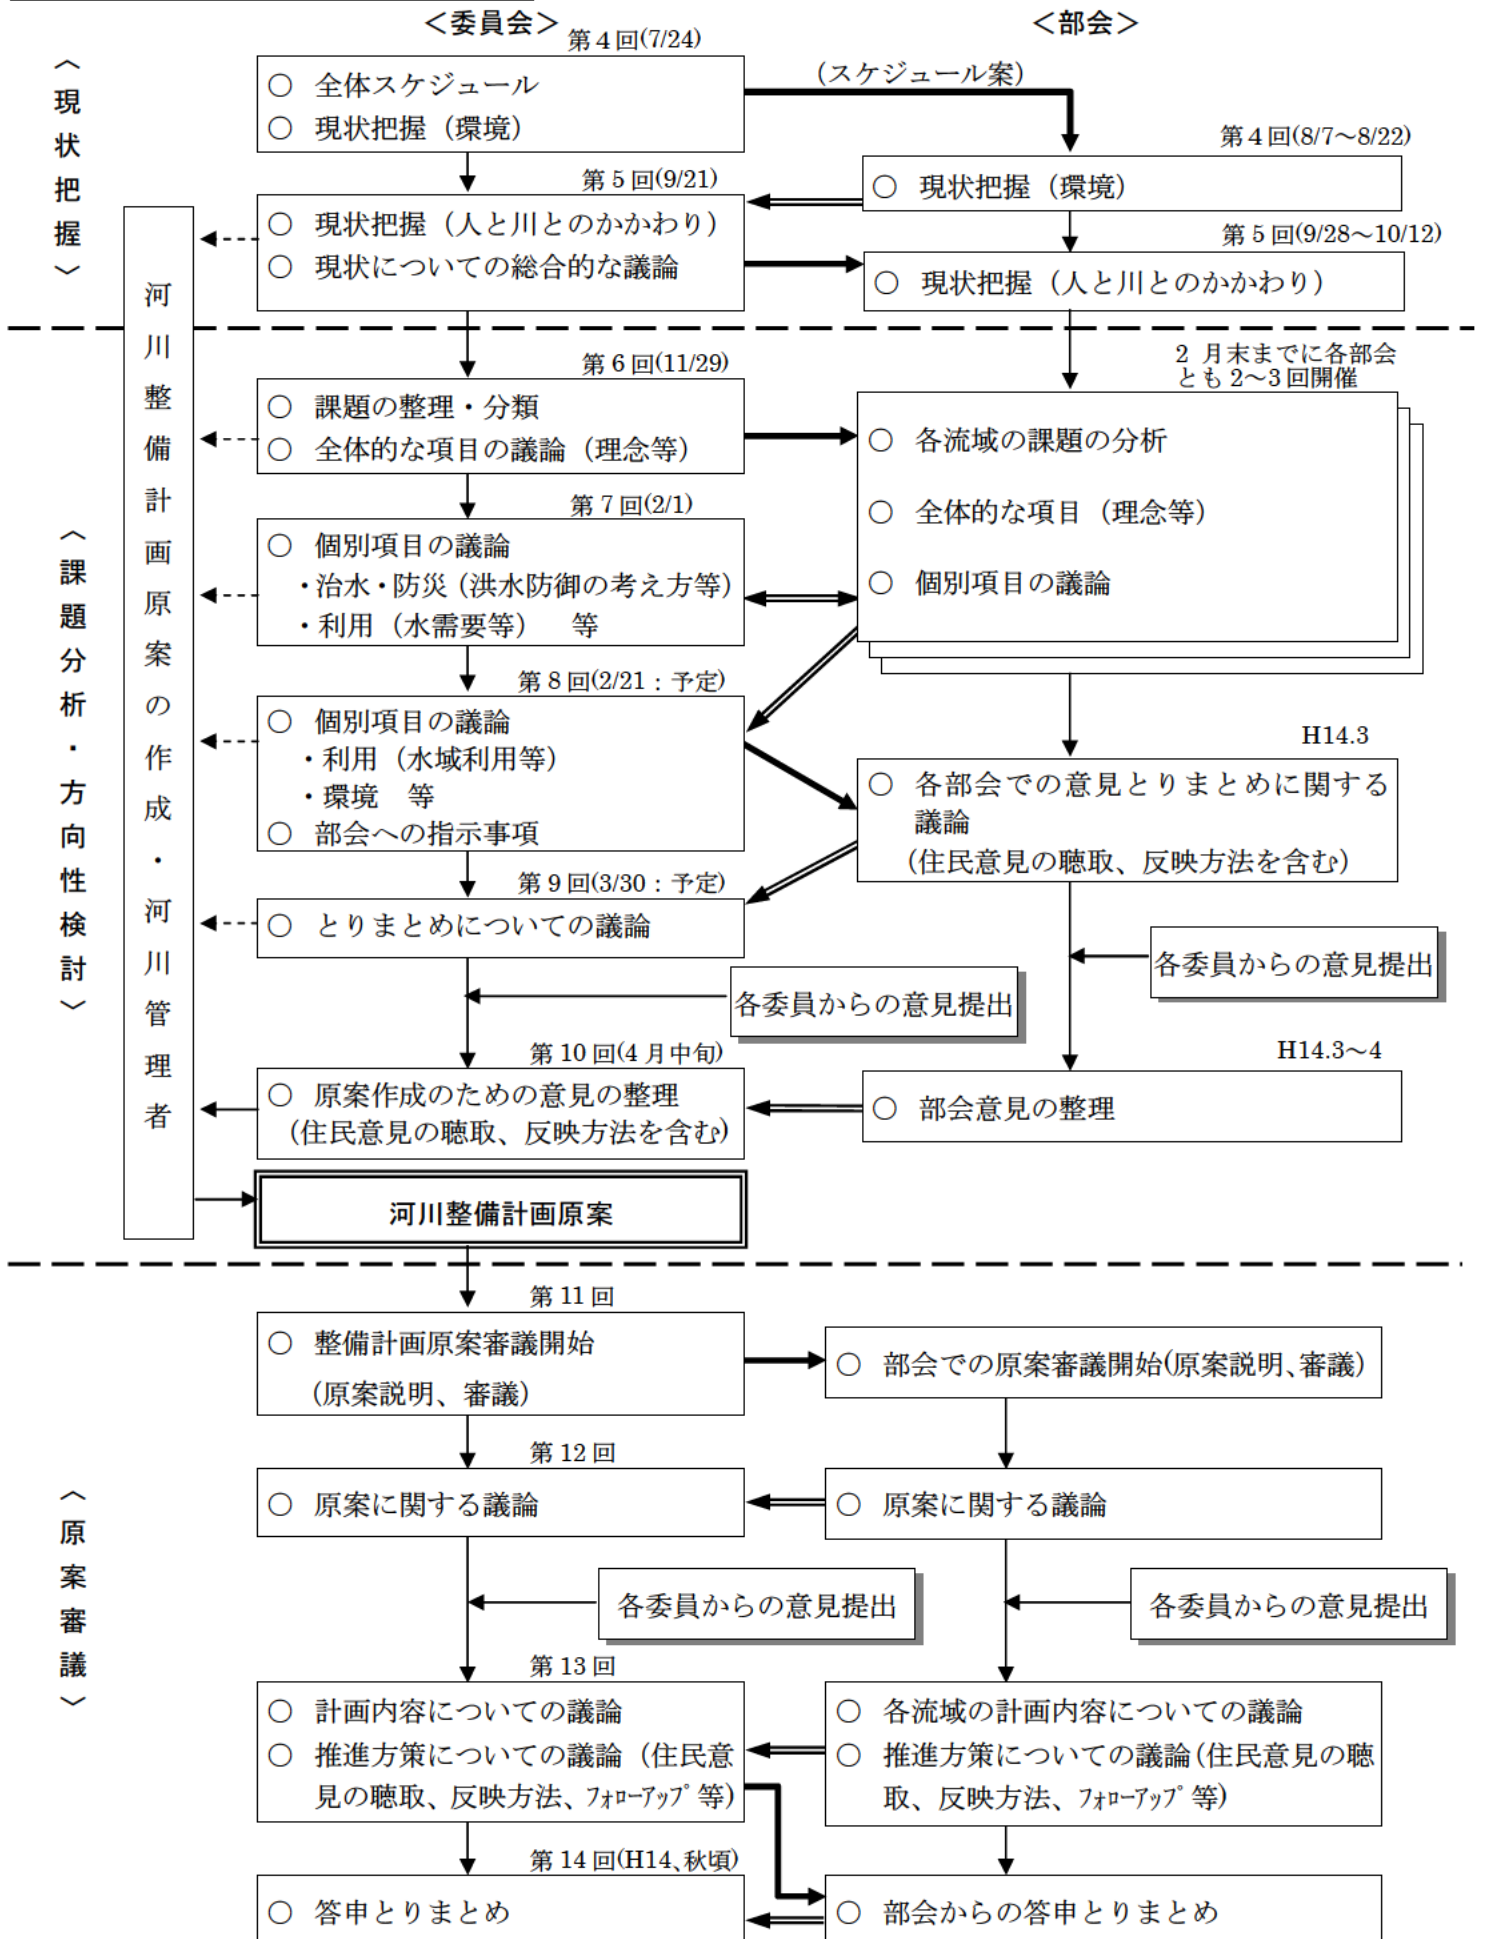 ＜委員会＞
＜部会＞
〈現状把握〉
第４回(7/24)
○　全体スケジュール
○　現状把握（環境）
（スケジュール案）
第４回(8/7～8/22)
○　現状把握（環境）
第５回(9/21)
○　現状把握（人と川とのかかわり）
○　現状についての総合的な議論
第５回(9/28～10/12)
○　現状把握（人と川とのかかわり）
河川整備計画原案の作成・河川管理者
〈課題分析・方向性検討〉
第６回(11/29)
○　課題の整理・分類
○　全体的な項目の議論（理念等）
2 月末までに各部会
とも2～3回開催
○　各流域の課題の分析
○　全体的な項目（理念等）
○　個別項目の議論
第７回(2/1)
○　個別項目の議論
・治水・防災（洪水防御の考え方等）
・利用（水需要等）　等
第８回(2/21：予定)
○　個別項目の議論
・利用（水域利用等）
・環境　等
○　部会への指示事項
H14.3
○　各部会での意見とりまとめに関する
議論
（住民意見の聴取、反映方法を含む）
第９回(3/30：予定)
○　とりまとめについての議論
各委員からの意見提出
各委員からの意見提出
第10回(4月中旬)
○　原案作成のための意見の整理
（住民意見の聴取、反映方法を含む）
H14.3～4
○　部会意見の整理
河川整備計画原案
〈原案審議〉
第11回
○　整備計画原案審議開始
（原案説明、審議）
○　部会での原案審議開始(原案説明、審議）
第12回
○　原案に関する議論
○　原案に関する議論
各委員からの意見提出
各委員からの意見提出
第13回
○　計画内容についての議論
○　推進方策についての議論（住民意
見の聴取、反映方法、ﾌｫﾛｰｱｯﾌﾟ等）
○　各流域の計画内容についての議論
○　推進方策についての議論（住民意見の聴
取、反映方法、ﾌｫﾛｰｱｯﾌﾟ等）
第14回(H14、秋頃)
○　答申とりまとめ
○　部会からの答申とりまとめ